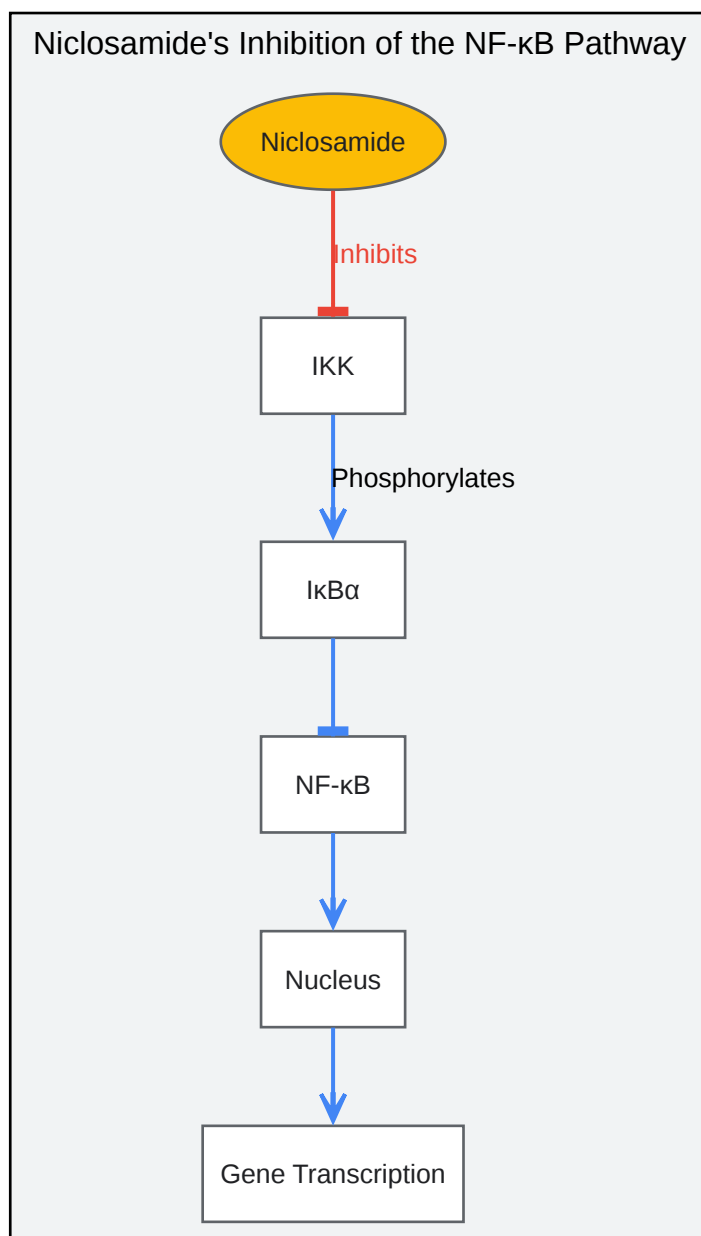 Niclosamide's Inhibition of the NF-κB Pathway
Niclosamide
Inhibits
IKK
Phosphorylates
IκBα
NF-κB
Nucleus
Gene Transcription